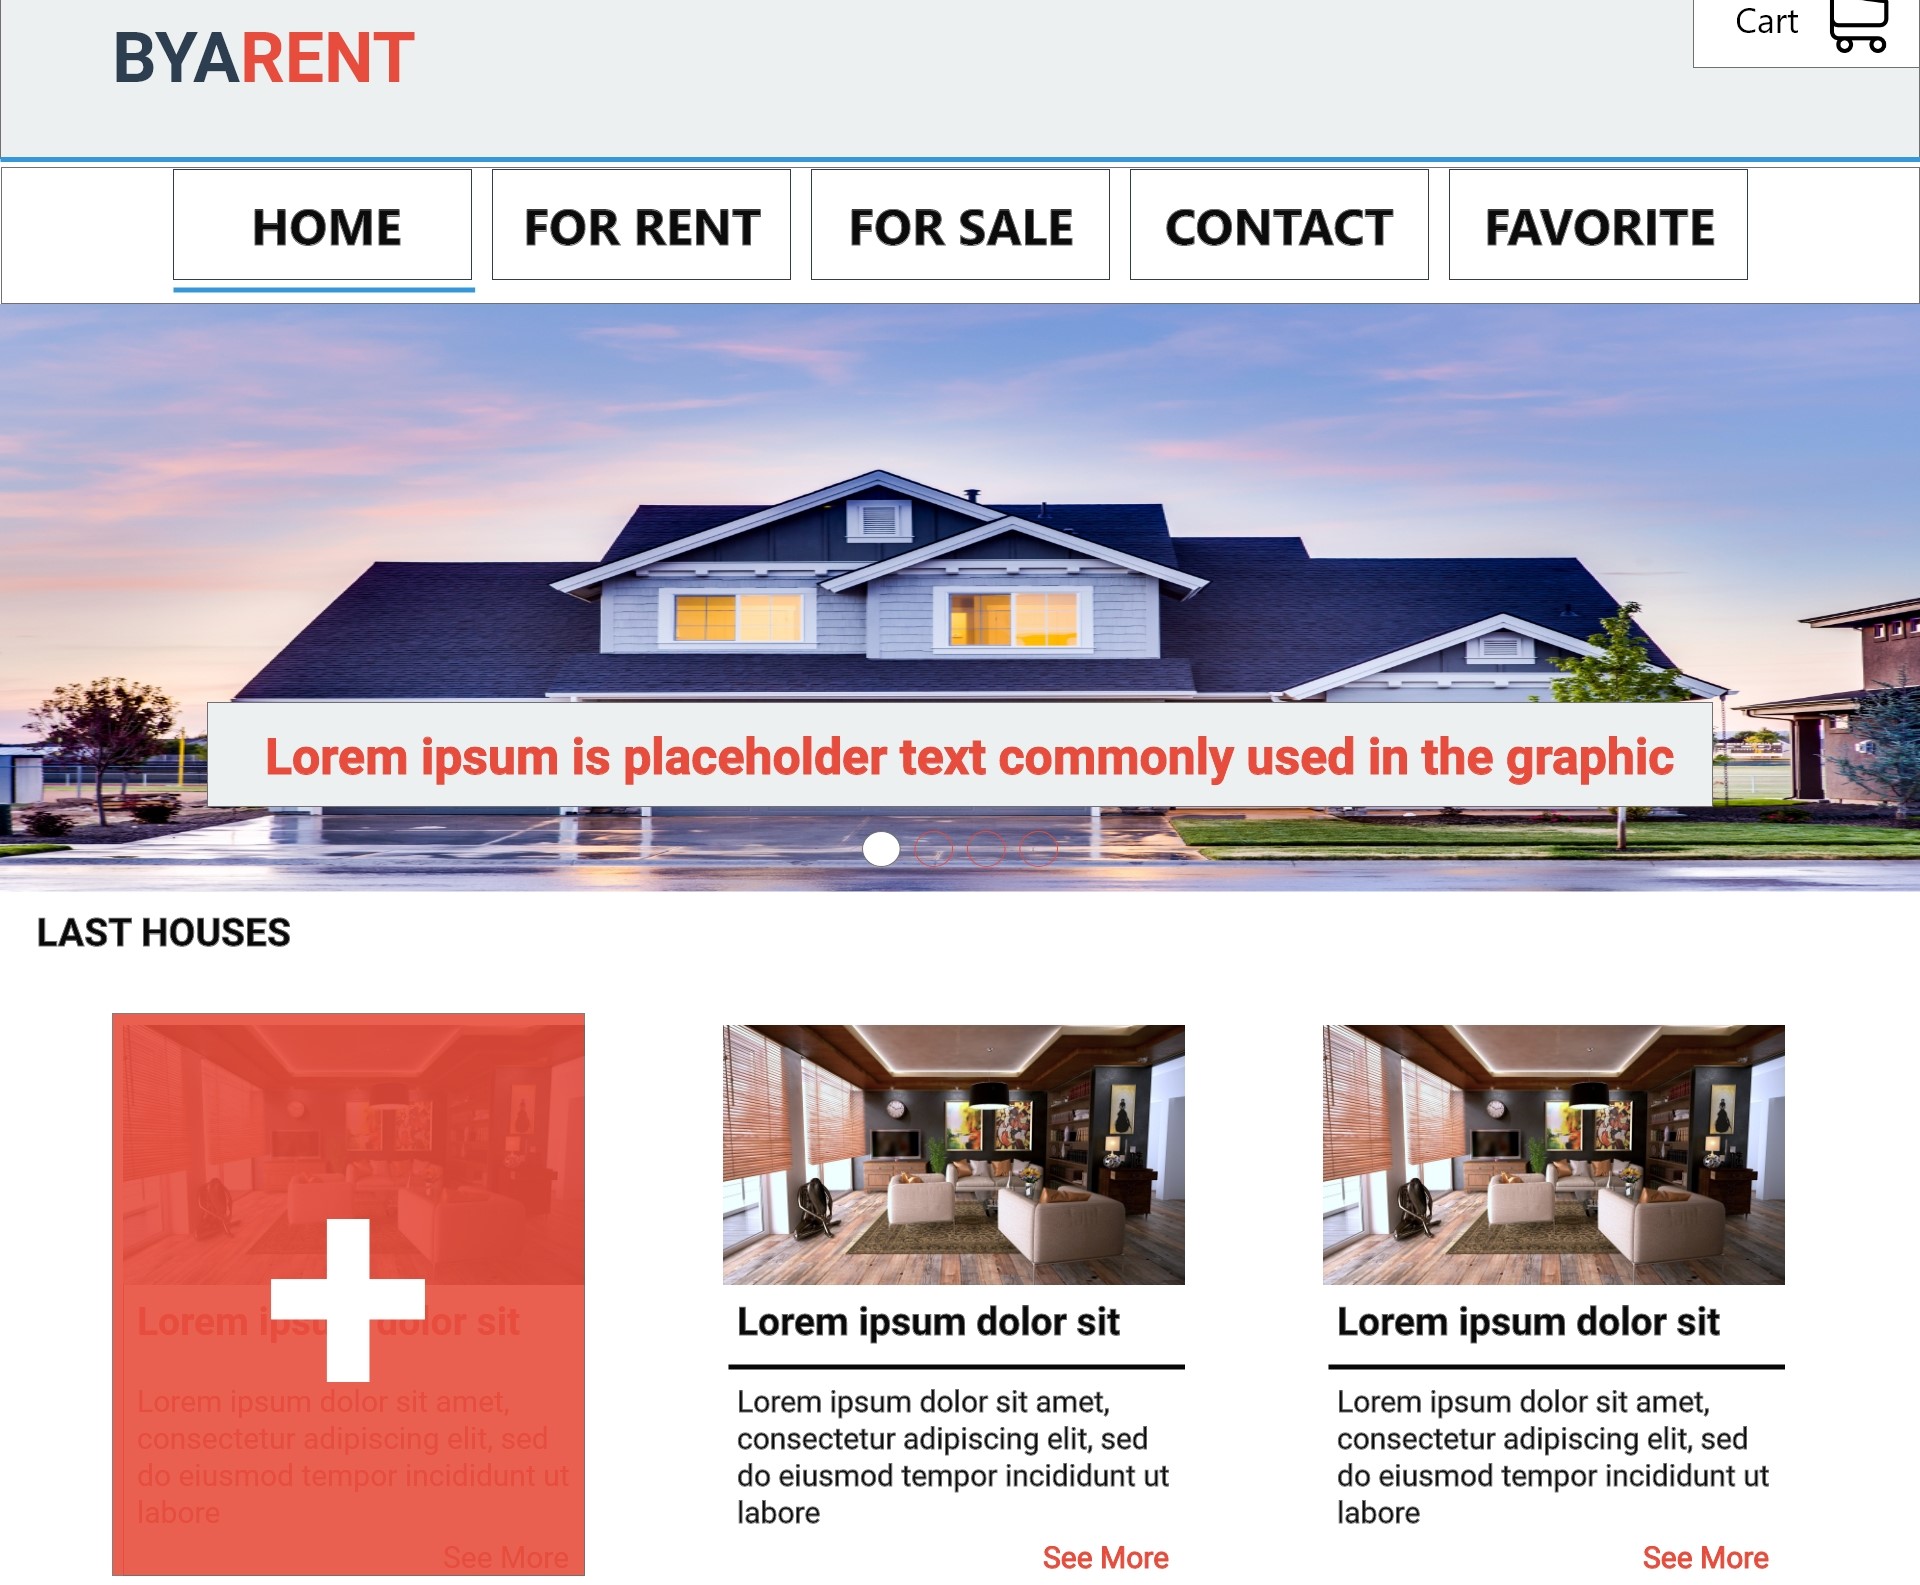 BYARENT
Cart
HOME
FOR RENT
FOR SALE
CONTACT
FAVORITE
Lorem ipsum is placeholder text commonly used in the graphic
LAST HOUSES
Lorem ipsum dolor sit
Lorem ipsum dolor sit amet,
consectetur adipiscing elit, sed
do eiusmod tempor incididunt ut
labore
See More
Lorem ipsum dolor sit
Lorem ipsum dolor sit amet,
consectetur adipiscing elit, sed
do eiusmod tempor incididunt ut
labore
See More
Lorem ipsum dolor sit
Lorem ipsum dolor sit amet,
consectetur adipiscing elit, sed
do eiusmod tempor incididunt ut
labore
See More